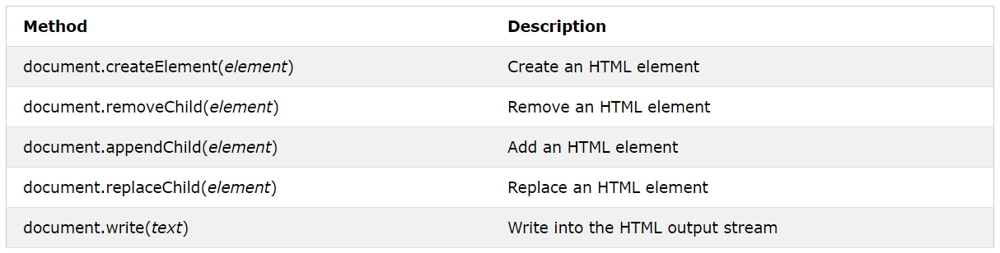 Method Description
document.createElement(element) Create an HTML element
document.removeChild(element) Remove an HTML element
document.appendChild(element) Add an HTML element
document.replaceChild(element) Replace an HTML element
document.write(text) Write into the HTML output stream